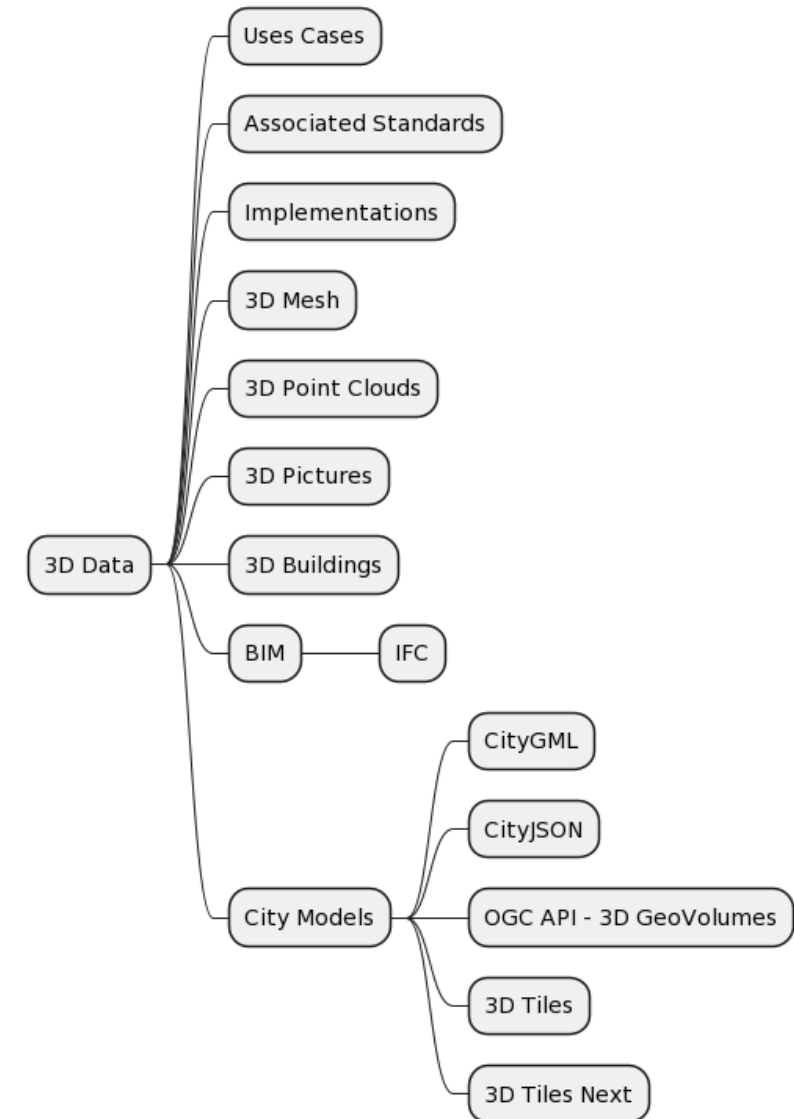 Uses Cases
Associated Standards
Implementations
3D Mesh
3D Point Clouds
3D Pictures
3D Data
3D Buildings
BIM
IFC
CityGML
CityJSON
City Models
OGC API - 3D GeoVolumes
3D Tiles
3D Tiles Next